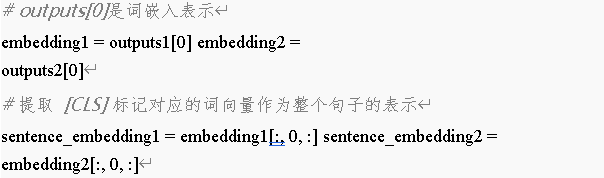 # outputs[0]是词嵌入表示↵
embedding1 = outputs1[0] embedding2 =
outputs2[0]↵
# 提取 [CLS] 标记对应的词向量作为整个句子的表示↵
sentence_embedding1 = embedding1[:, 0, :] sentence_embedding2 =
embedding2[:, 0, :]↵